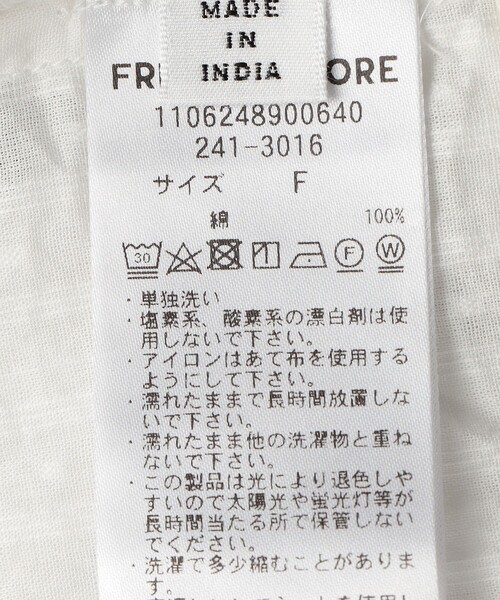 MADE
IN
INDIA
1106248900640
241-3016
サイズ F
綿 100%
30 F W
・単独洗い
・塩素系、酸素系の漂白剤は使
用しないで下さい。
・アイロンはあて布を使用する
ようにして下さい。
・濡れたままで長時間放置しな
いで下さい。
・濡れたまま他の洗濯物と重ね
ないで下さい。
・この製品は光により退色しや
すいので太陽光や蛍光灯等が
長時間当たる所で保管しない
でください。
・洗濯で多少縮むことがありま
す。